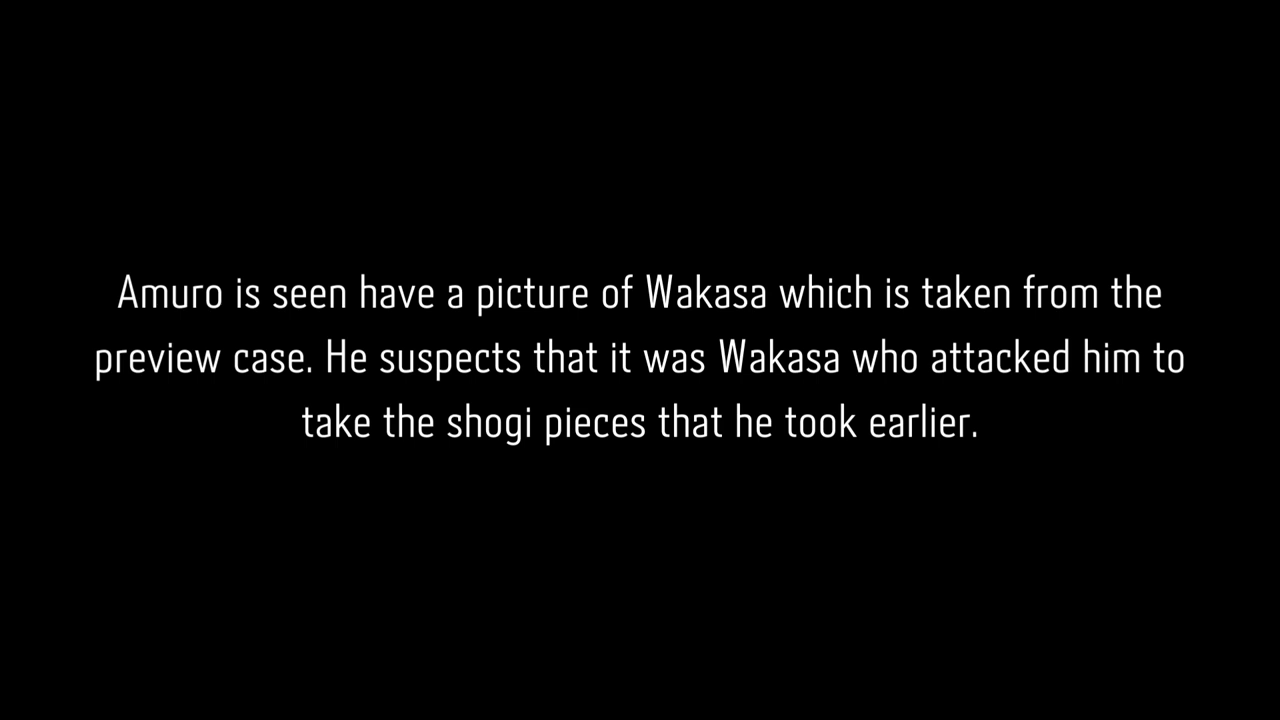 Amuro is seen have a picture of Wakasa which is taken from the
preview case. He suspects that it was Wakasa who attacked him to
take the shogi pieces that he took earlier.